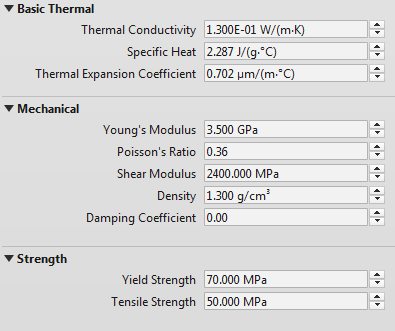 Basic Thermal
Thermal Conductivity 1.300E-01 W/(m·K)
Specific Heat 2.287 J/(g·°C)
Thermal Expansion Coefficient 0.702 µm/(m·°C)
Mechanical
Young's Modulus 3.500 GPa
Poisson's Ratio 0.36
Shear Modulus 2400.000 MPa
Density 1.300 g/cm³
Damping Coefficient 0.00
Strength
Yield Strength 70.000 MPa
Tensile Strength 50.000 MPa